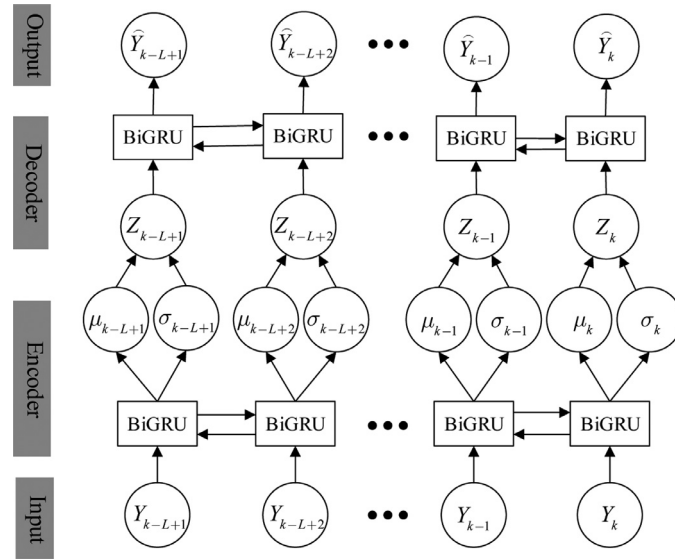 Output
Ŷ_{k-L+1} Ŷ_{k-L+2} ••• Ŷ_{k-1} Ŷ_k
Decoder
BiGRU BiGRU ••• BiGRU BiGRU
Z_{k-L+1} Z_{k-L+2} Z_{k-1} Z_k
Encoder
μ_{k-L+1} σ_{k-L+1} μ_{k-L+2} σ_{k-L+2} μ_{k-1} σ_{k-1} μ_k σ_k
BiGRU BiGRU ••• BiGRU BiGRU
Input
Y_{k-L+1} Y_{k-L+2} ••• Y_{k-1} Y_k